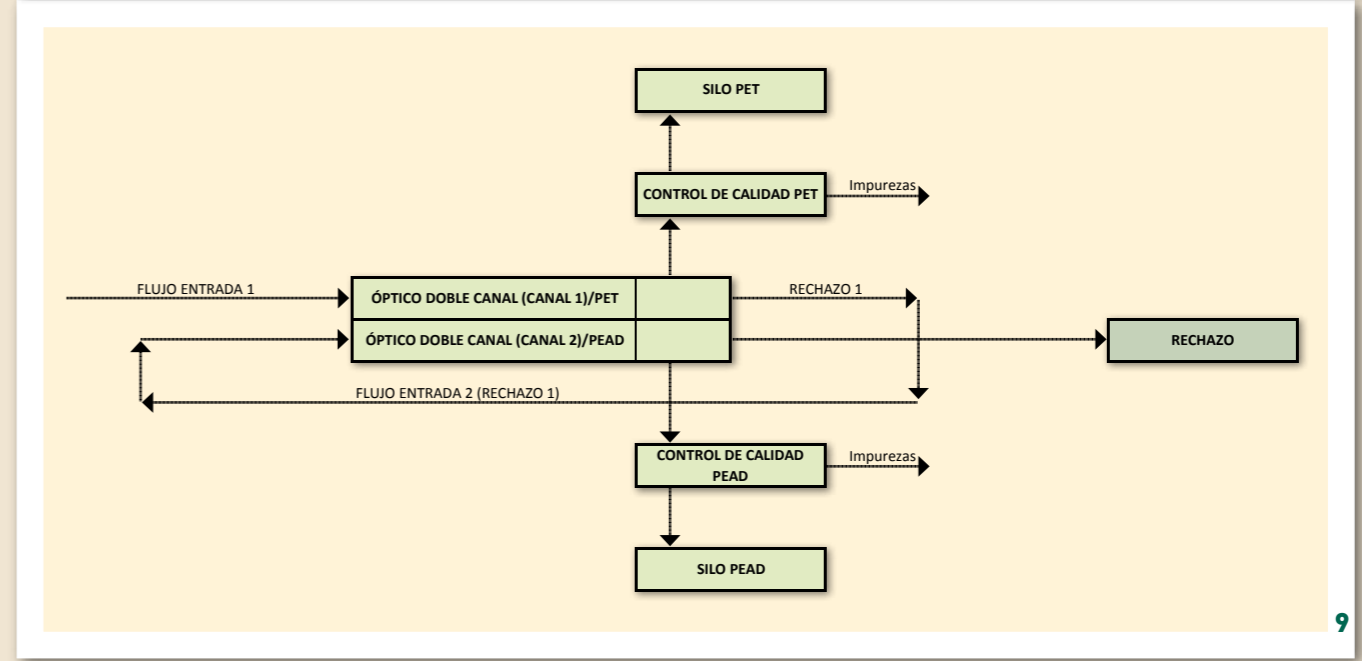 SILO PET
CONTROL DE CALIDAD PET
Impurezas
FLUJO ENTRADA 1
ÓPTICO DOBLE CANAL (CANAL 1)/PET
RECHAZO 1
ÓPTICO DOBLE CANAL (CANAL 2)/PEAD
RECHAZO
FLUJO ENTRADA 2 (RECHAZO 1)
CONTROL DE CALIDAD
PEAD
Impurezas
SILO PEAD
9